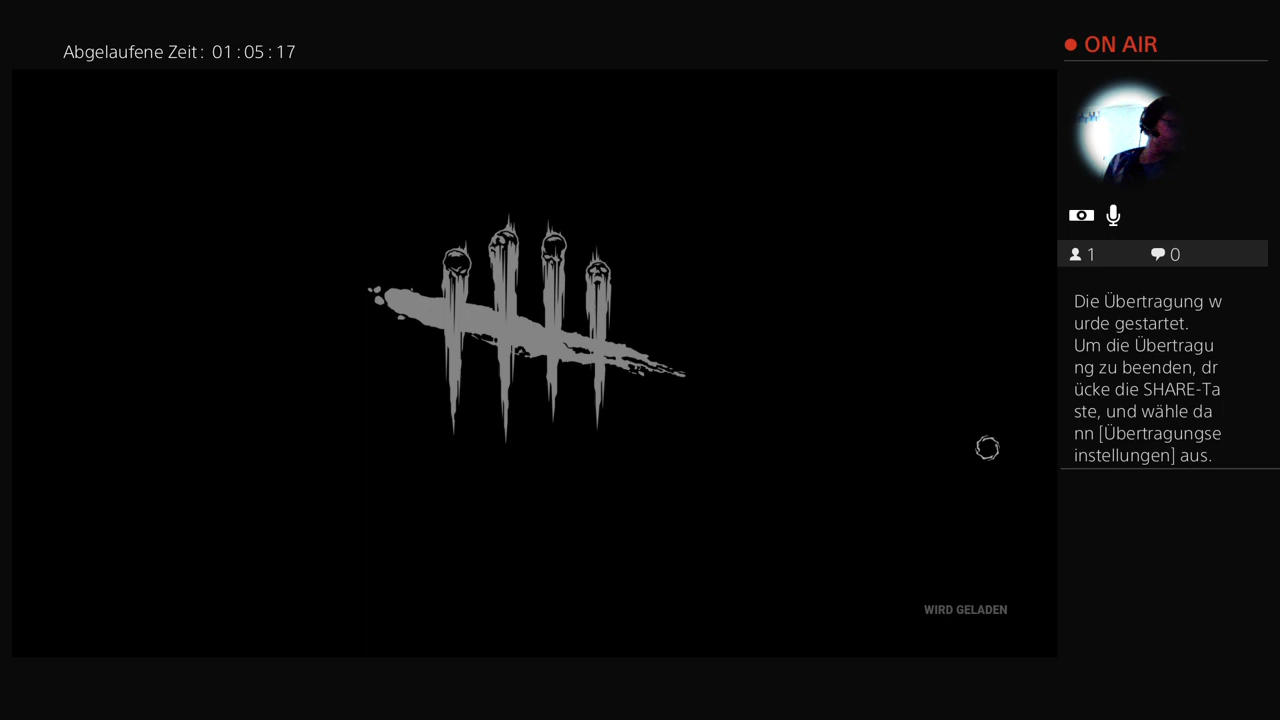 Abgelaufene Zeit: 01:05:17
ON AIR
1 0
Die Übertragung w
urde gestartet.
Um die Übertragu
ng zu beenden, dr
ücke die SHARE-Ta
ste, und wähle da
nn [Übertragungse
instellungen] aus.
WIRD GELADEN